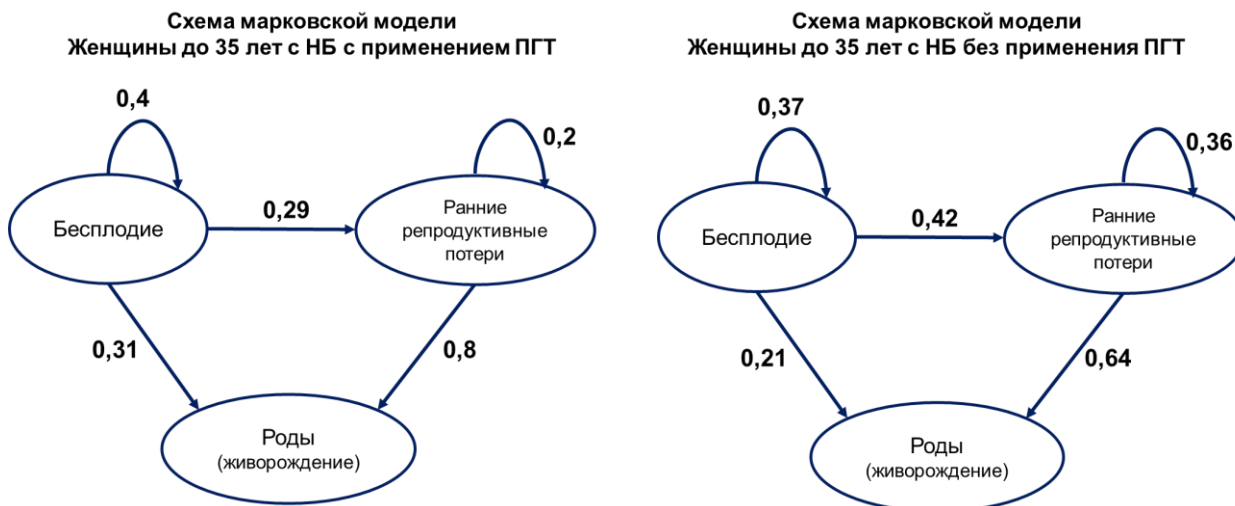 Схема марковской модели
Женщины до 35 лет с НБ с применением ПГТ
0,4
0,2
Бесплодие
0,29
Ранние
репродуктивные
потери
0,31
0,8
Роды
(живорождение)
Схема марковской модели
Женщины до 35 лет с НБ без применения ПГТ
0,37
0,36
Бесплодие
0,42
Ранние
репродуктивные
потери
0,21
0,64
Роды
(живорождение)